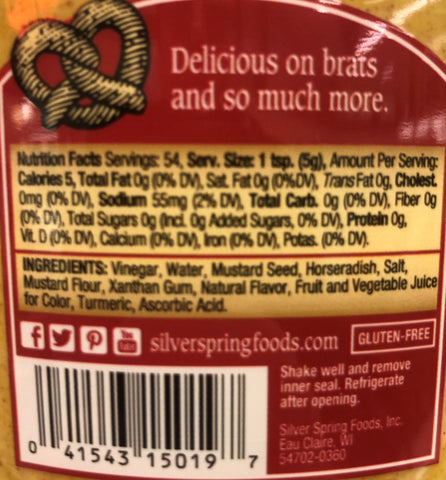 Delicious on brats
and so much more.
Nutrition Facts Servings: 54, Serv. Size: 1 tsp. (5g), Amount Per Serving:
Calories 5, Total Fat 0g (0% DV), Sat. Fat 0g (0%DV), Trans Fat 0g, Cholest.
0mg (0% DV), Sodium 55mg (2% DV), Total Carb. 0g (0% DV), Fiber 0g
(0% DV), Total Sugars 0g (Incl. 0g Added Sugars, 0% DV), Protein 0g,
Vit. D (0% DV), Calcium (0% DV), Iron (0% DV), Potas. (0% DV).
INGREDIENTS: Vinegar, Water, Mustard Seed, Horseradish, Salt,
Mustard Flour, Xanthan Gum, Natural Flavor, Fruit and Vegetable Juice
for Color, Turmeric, Ascorbic Acid.
f You Tube silverspringfoods.com GLUTEN-FREE
Shake well and remove
inner seal. Refrigerate
after opening.
Silver Spring Foods, Inc.
Eau Claire, WI
54702-0360
0 41543 15019 7